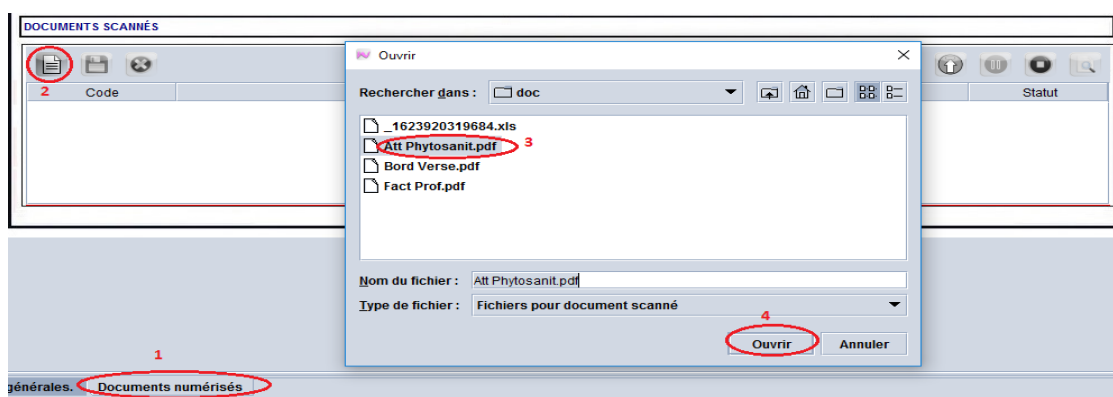 DOCUMENTS SCANNÉS
2 Code Statut
Ouvrir
Rechercher dans : doc
_1623920319684.xls
Att Phytosanit.pdf 3
Bord Verse.pdf
Fact Prof.pdf
Nom du fichier : Att Phytosanit.pdf
Type de fichier : Fichiers pour document scanné
4
Ouvrir Annuler
1
générales. Documents numérisés